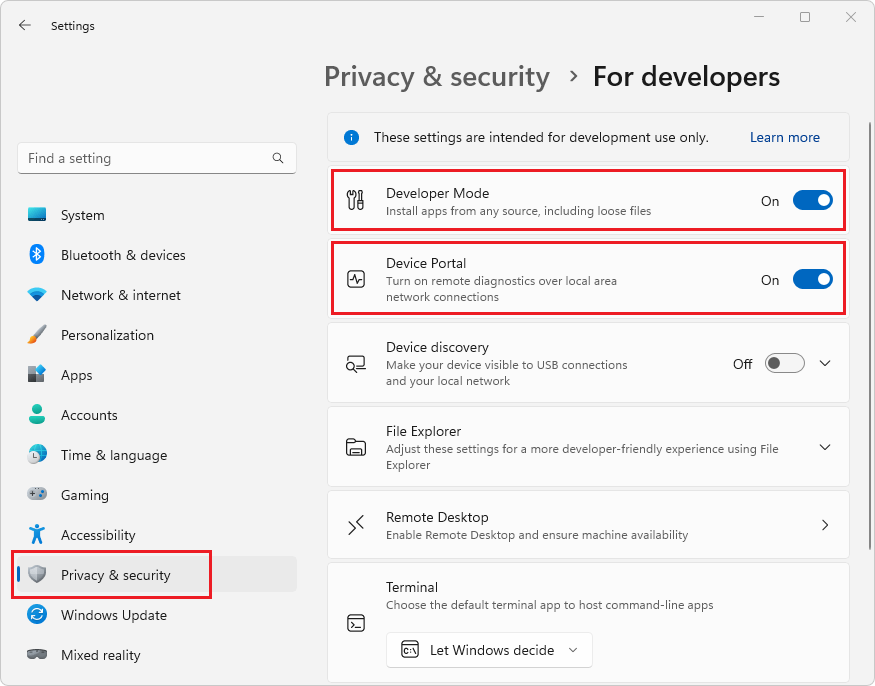 Settings
Privacy & security > For developers
These settings are intended for development use only. Learn more
Find a setting
Developer Mode
Install apps from any source, including loose files
On
System
Bluetooth & devices
Network & internet
Personalization
Apps
Accounts
Time & language
Gaming
Accessibility
Privacy & security
Windows Update
Mixed reality
Device Portal
Turn on remote diagnostics over local area
network connections
On
Device discovery
Make your device visible to USB connections
and your local network
Off
File Explorer
Adjust these settings for a more developer-friendly experience using File
Explorer
Remote Desktop
Enable Remote Desktop and ensure machine availability
Terminal
Choose the default terminal app to host command-line apps
C:\ Let Windows decide